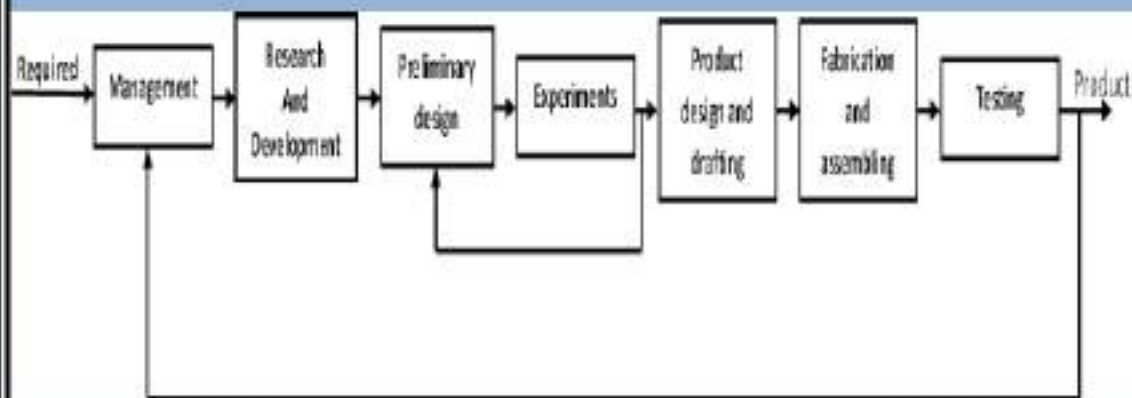 Required
Management
Research
And
Development
Preliminary
design
Experiments
Product
design and
drafting
Fabrication
and
assembling
Testing
Product